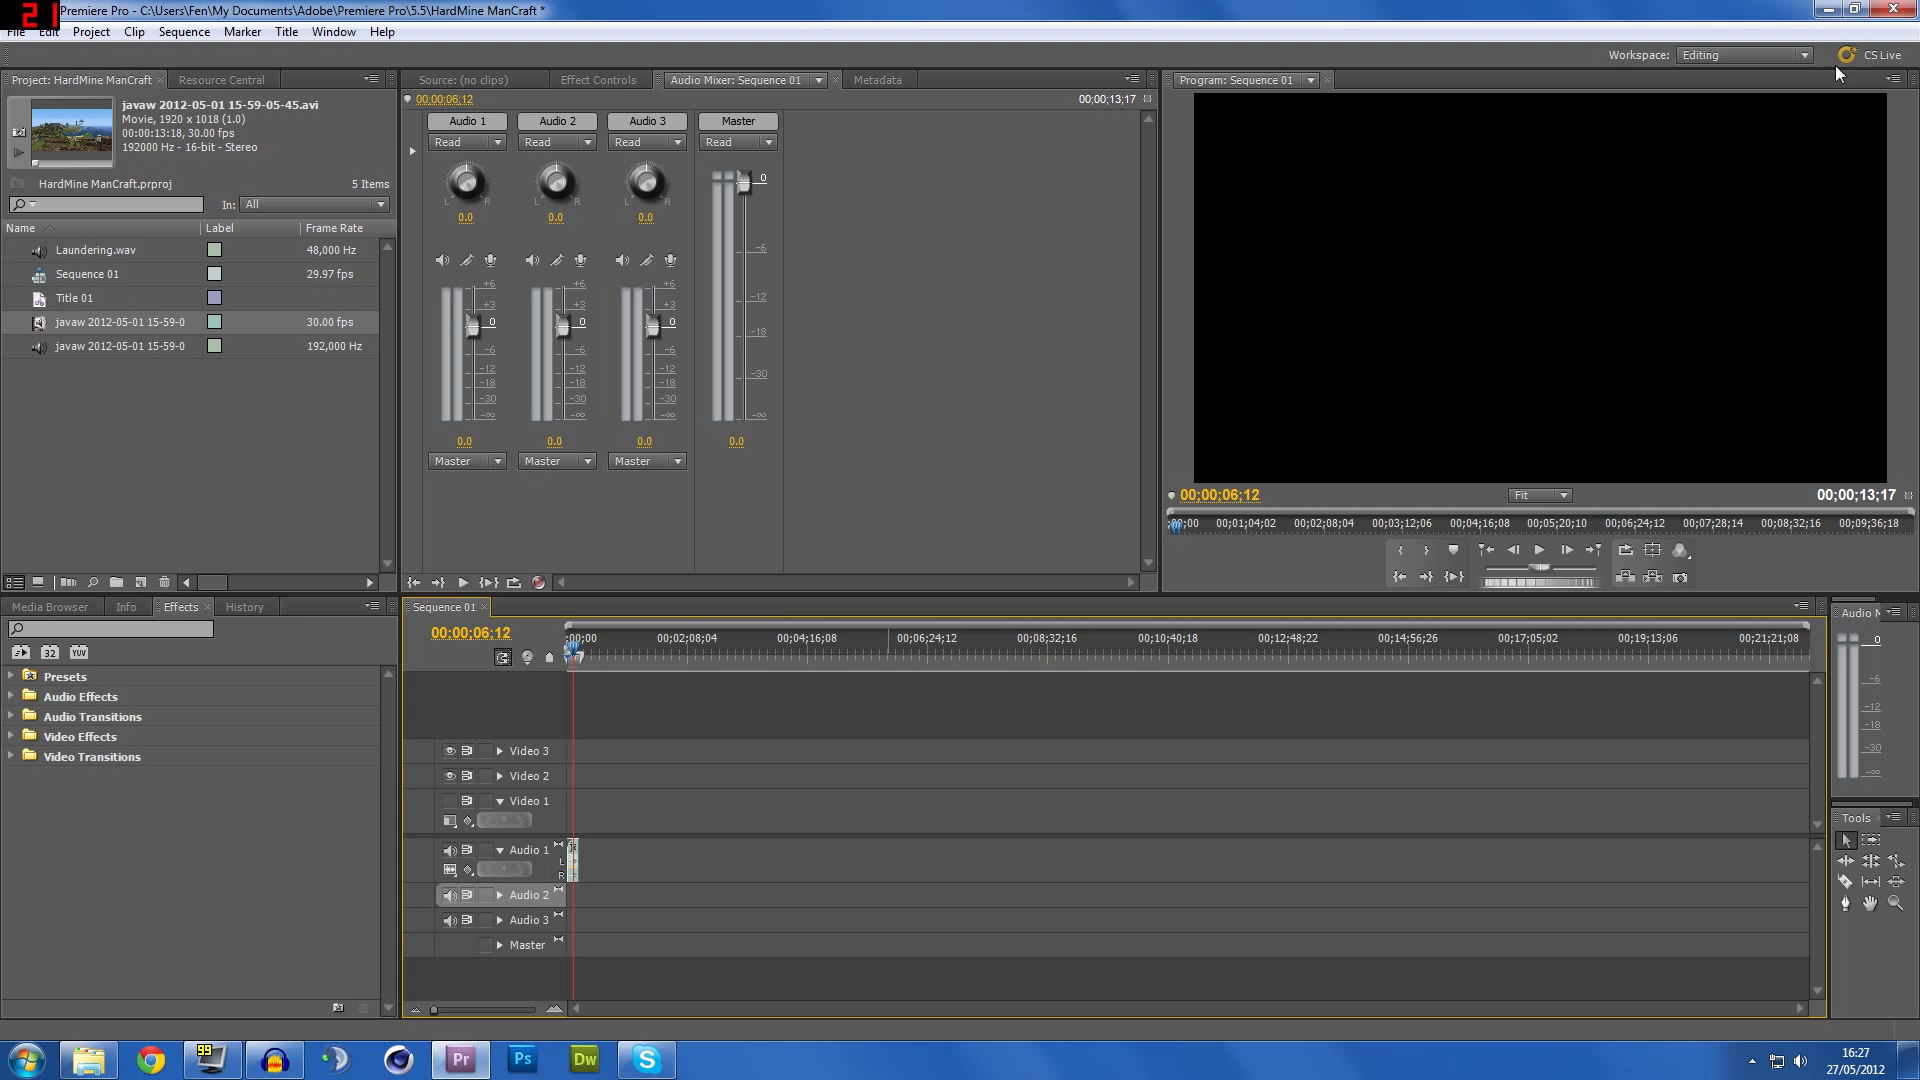 21
Premiere Pro - C:\Users\Fen\My Documents\Adobe\Premiere Pro\5.5\HardMine ManCraft *
File Edit Project Clip Sequence Marker Title Window Help
Workspace: Editing CS Live
Project: HardMine ManCraft Resource Central
javaw 2012-05-01 15-59-05-45.avi
Movie, 1920 x 1018 (1.0)
00:00:13:18, 30.00 fps
192000 Hz - 16-bit - Stereo
HardMine ManCraft.prproj 5 Items
In: All
Name Label Frame Rate
Laundering.wav 48,000 Hz
Sequence 01 29.97 fps
Title 01
javaw 2012-05-01 15-59-0 30.00 fps
javaw 2012-05-01 15-59-0 192,000 Hz
Source: (no clips) Effect Controls Audio Mixer: Sequence 01 Metadata
00;00;06;12 00;00;13;17
Audio 1 Audio 2 Audio 3 Master
Read Read Read Read
L R L R L R
0.0 0.0 0.0
0
-6
-12
-18
-30
-∞
+6 +6 +6
+3 +3 +3
0 0 0
-6 -6 -6
-12 -12 -12
-18 -18 -18
-30 -30 -30
-∞ -∞ -∞
0.0 0.0 0.0 0.0
Master Master Master
Program: Sequence 01
00;00;06;12 Fit 00;00;13;17
;00;00 00;01;04;02 00;02;08;04 00;03;12;06 00;04;16;08 00;05;20;10 00;06;24;12 00;07;28;14 00;08;32;16 00;09;36;18
Media Browser Info Effects History
32 YUV
Presets
Audio Effects
Audio Transitions
Video Effects
Video Transitions
Sequence 01
00;00;06;12
;00;00 00;02;08;04 00;04;16;08 00;06;24;12 00;08;32;16 00;10;40;18 00;12;48;22 00;14;56;26 00;17;05;02 00;19;13;06 00;21;21;08
Video 3
Video 2
Video 1
Audio 1
L
R
Audio 2
Audio 3
Master
Audio
0
-6
-12
-18
-30
-∞
Tools
99 Pr Ps Dw
16:27
27/05/2012